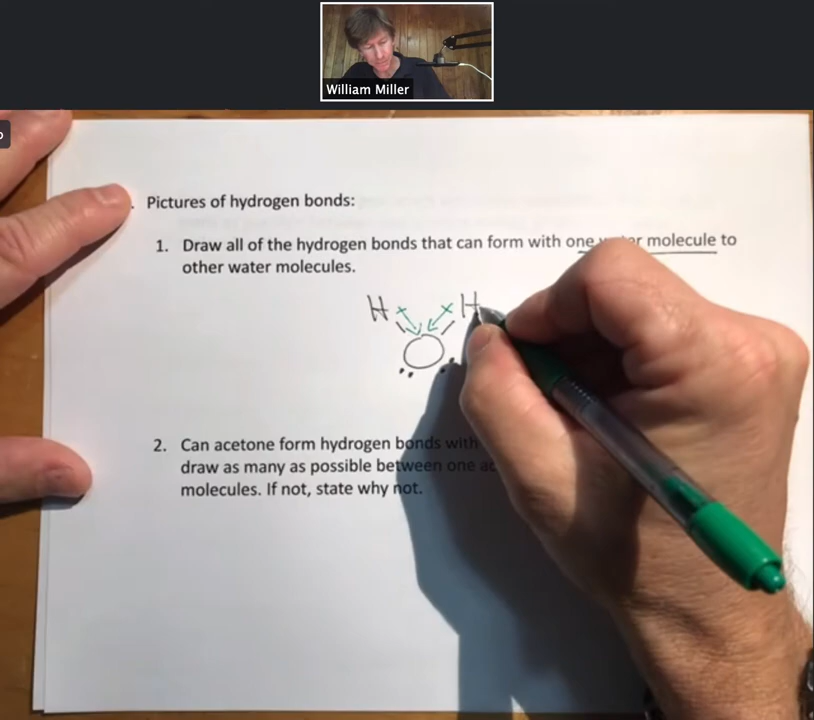 William Miller
Pictures of hydrogen bonds:
1. Draw all of the hydrogen bonds that can form with one molecule to
other water molecules.
H H
O
2. Can acetone form hydrogen bonds with
draw as many as possible between one
molecules. If not, state why not.